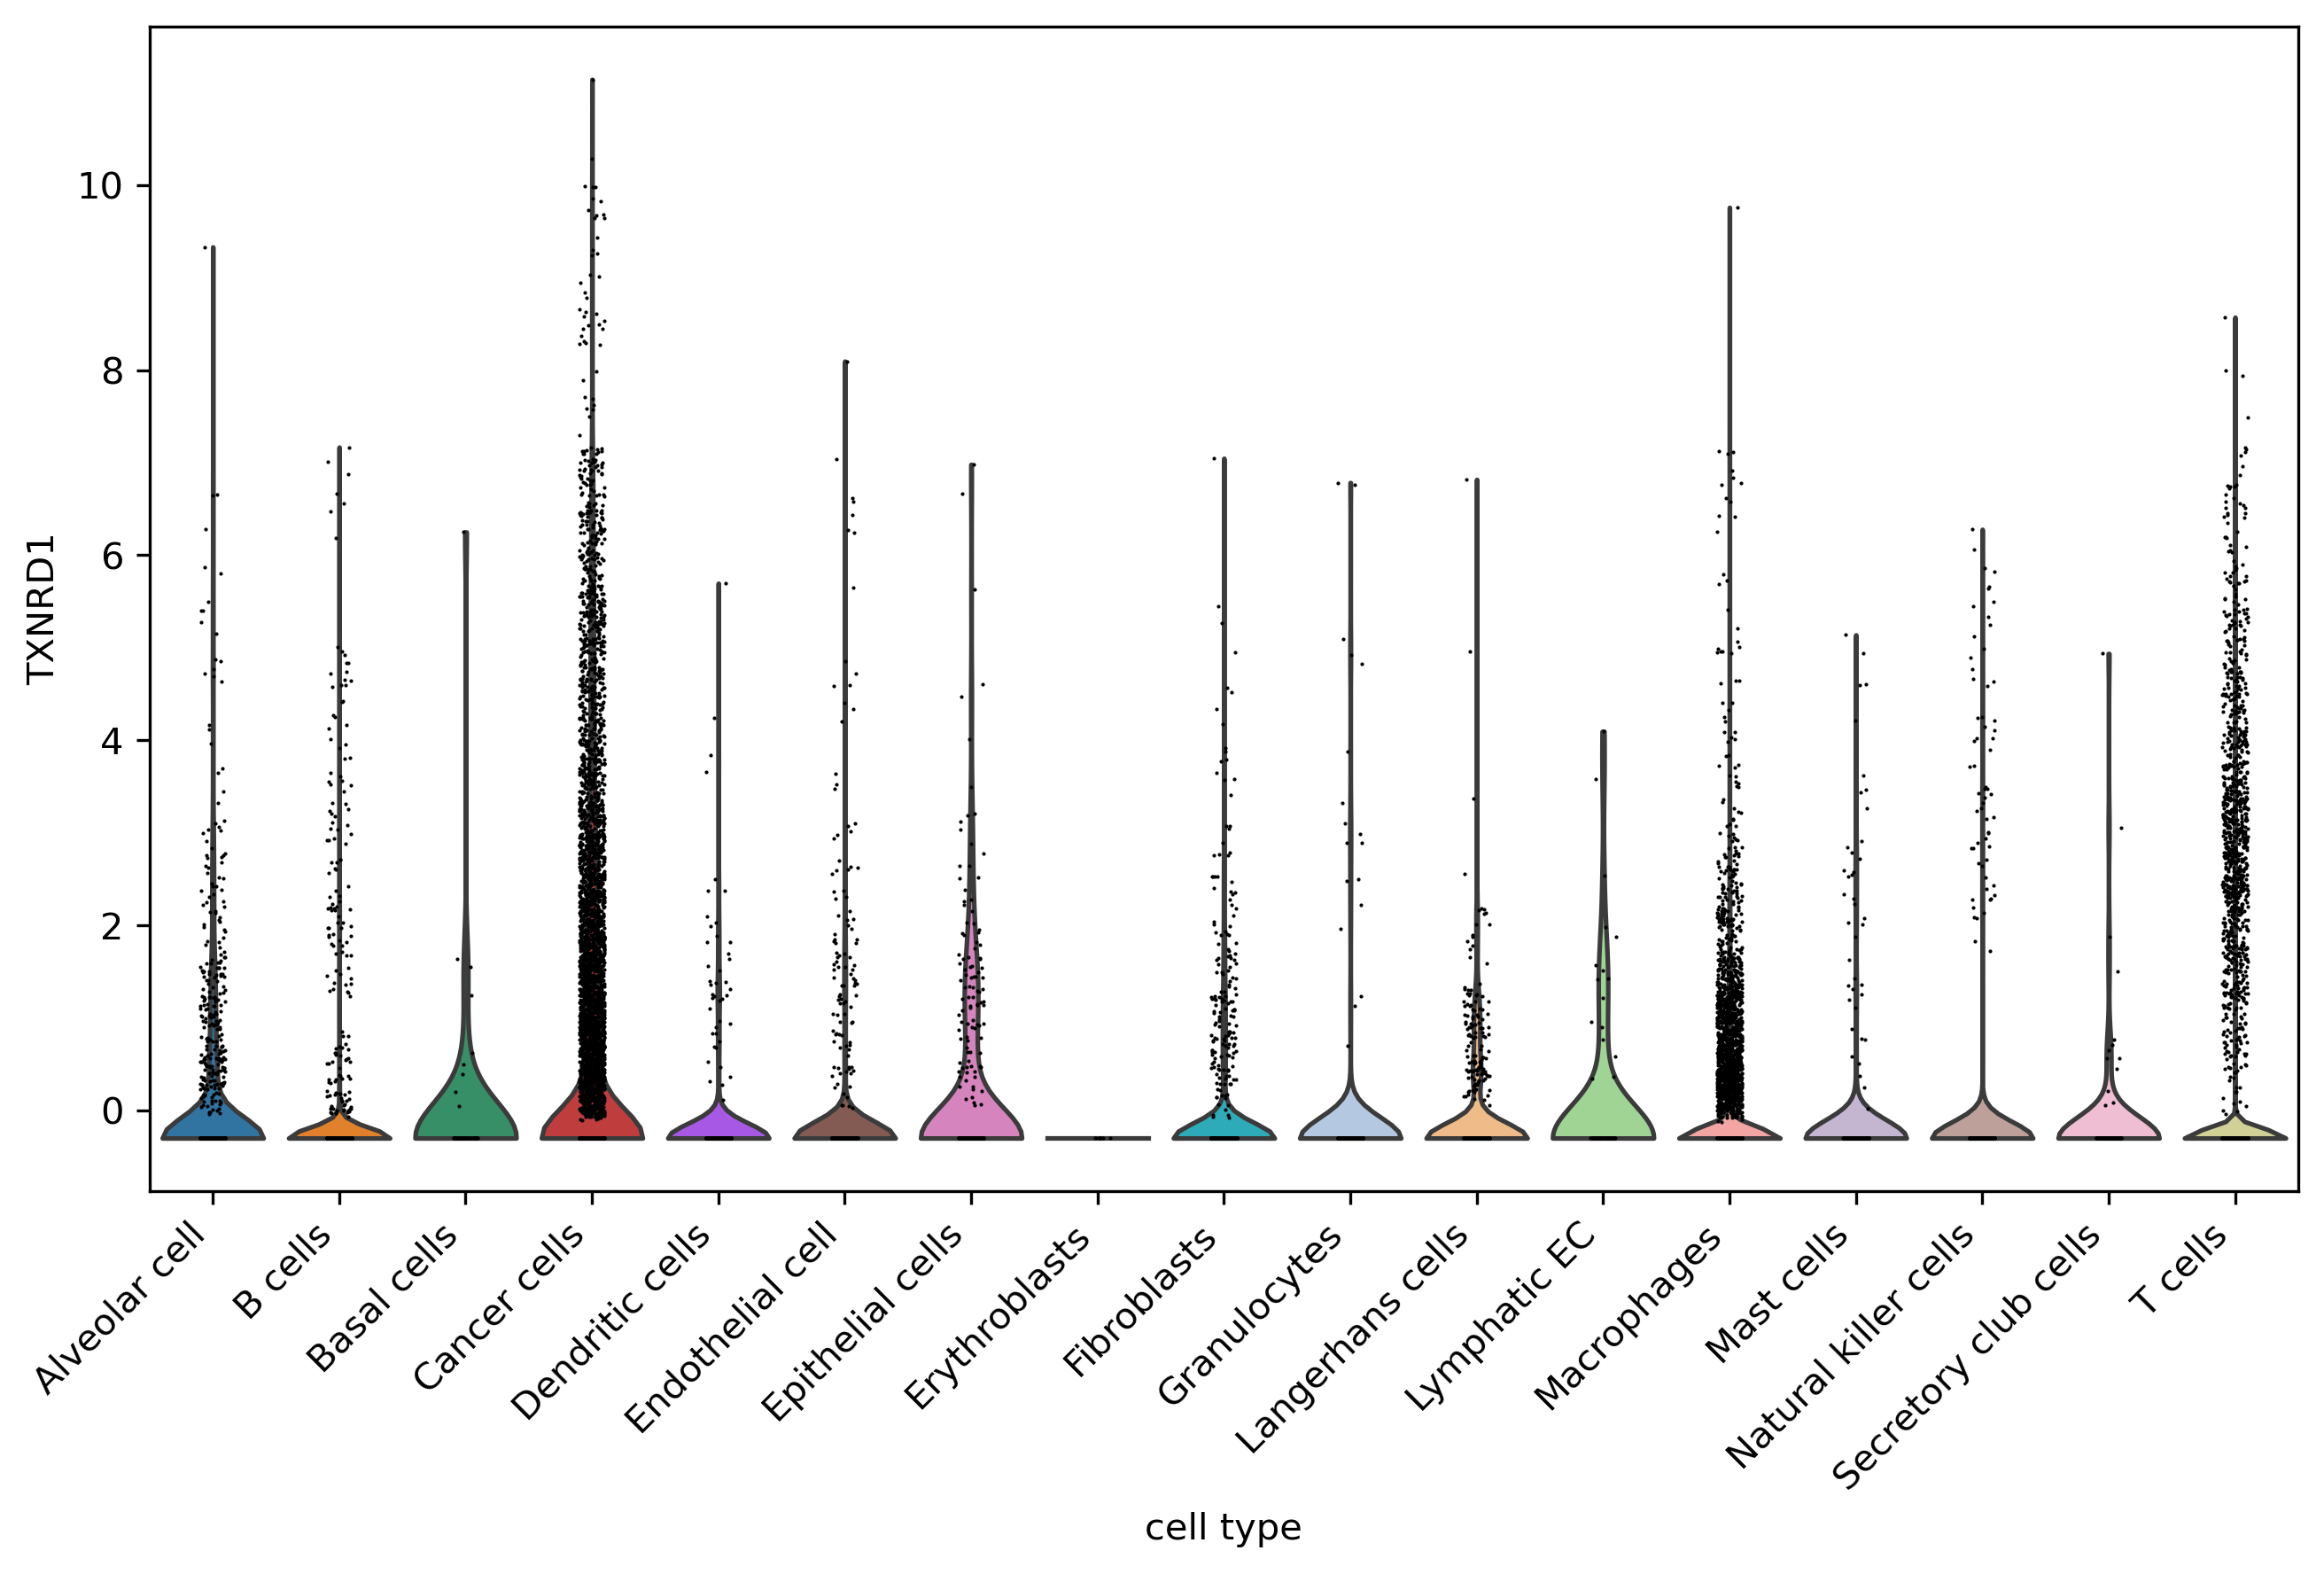 TXNRD1
10
8
6
4
2
0
Alveolar cell
B cells
Basal cells
Cancer cells
Dendritic cells
Endothelial cell
Epithelial cells
Erythroblasts
Fibroblasts
Granulocytes
Langerhans cells
Lymphatic EC
Macrophages
Mast cells
Natural killer cells
Secretory club cells
T cells
cell type